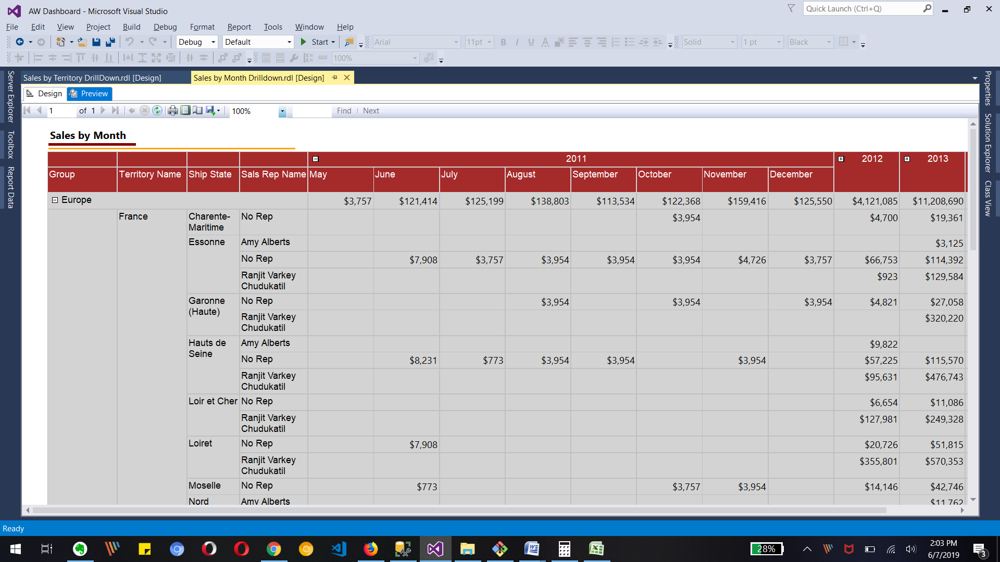 AW Dashboard - Microsoft Visual Studio
Quick Launch (Ctrl+Q)
File Edit View Project Build Debug Format Report Tools Window Help
Debug Default Start Arial 11pt Solid 1 pt Black
100%
Server Explorer
Toolbox
Report Data
Sales by Territory DrillDown.rdl [Design]
Sales by Month Drilldown.rdl [Design]
Properties
Solution Explorer
Class View
Design Preview
1 of 1 100% Find Next
Sales by Month
2011 2012 2013
Group Territory Name Ship State Sals Rep Name May June July August September October November December
Europe $3,757 $121,414 $125,199 $138,803 $113,534 $122,368 $159,416 $125,550 $4,121,085 $11,208,690
France Charente- No Rep $3,954 $4,700 $19,361
Maritime
Essonne Amy Alberts $3,125
No Rep $7,908 $3,757 $3,954 $3,954 $3,954 $4,726 $3,757 $66,753 $114,392
Ranjit Varkey $923 $129,584
Chudukatil
Garonne No Rep $3,954 $3,954 $3,954 $4,821 $27,058
(Haute)
Ranjit Varkey $320,220
Chudukatil
Hauts de Amy Alberts $9,822
Seine
No Rep $8,231 $773 $3,954 $3,954 $3,954 $57,225 $115,570
Ranjit Varkey $95,631 $476,743
Chudukatil
Loir et Cher No Rep $6,654 $11,086
Ranjit Varkey $127,981 $249,328
Chudukatil
Loiret No Rep $7,908 $20,726 $51,815
Ranjit Varkey $355,801 $570,353
Chudukatil
Moselle No Rep $773 $3,757 $3,954 $14,146 $42,746
Nord Amy Alberts $11,762
Ready
28%
2:03 PM
6/7/2019
3